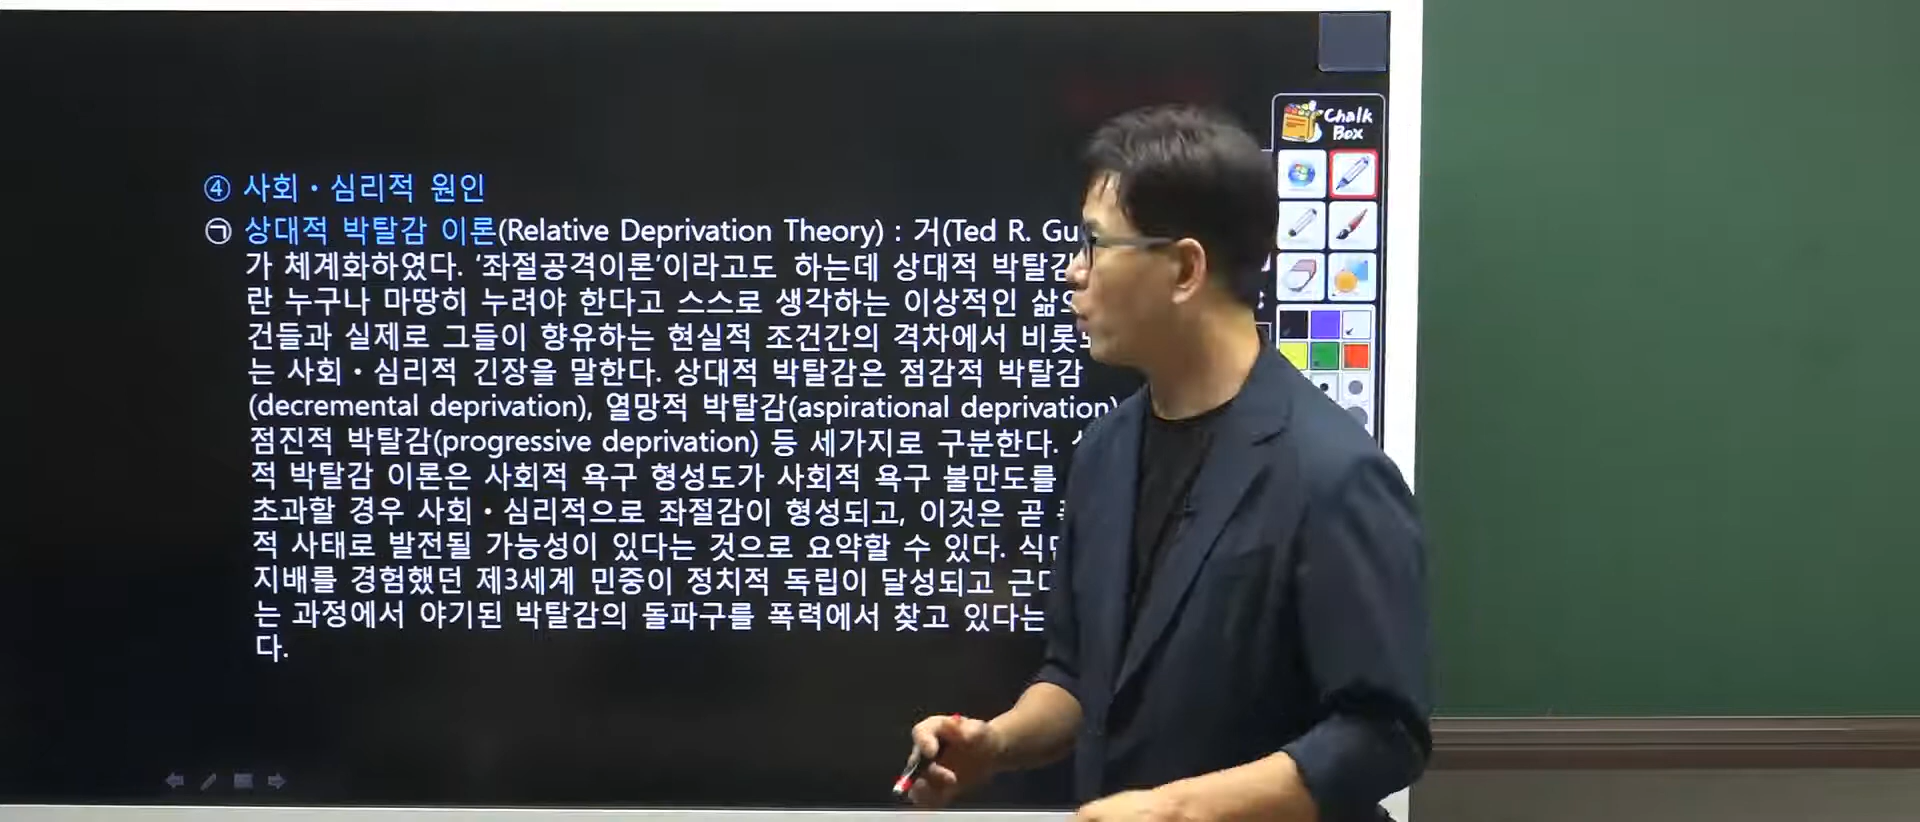 ④ 사회・심리적 원인
㉠ 상대적 박탈감 이론(Relative Deprivation Theory) : 거(Ted R.
가 체계화하였다. ‘좌절공격이론’이라고도 하는데 상대적 박탈감
란 누구나 마땅히 누려야 한다고 스스로 생각하는 이상적인
건들과 실제로 그들이 향유하는 현실적 조건간의 격차에서
는 사회・심리적 긴장을 말한다. 상대적 박탈감은 점감적 박탈감
(decremental deprivation), 열망적 박탈감(aspirational deprivation)
점진적 박탈감(progressive deprivation) 등 세가지로 구분한다.
적 박탈감 이론은 사회적 욕구 형성도가 사회적 욕구 불만도를
초과할 경우 사회・심리적으로 좌절감이 형성되고, 이것은 곧
적 사태로 발전될 가능성이 있다는 것으로 요약할 수 있다.
지배를 경험했던 제3세계 민중이 정치적 독립이 달성되고
는 과정에서 야기된 박탈감의 돌파구를 폭력에서 찾고 있다는
다.
Chalk
Box